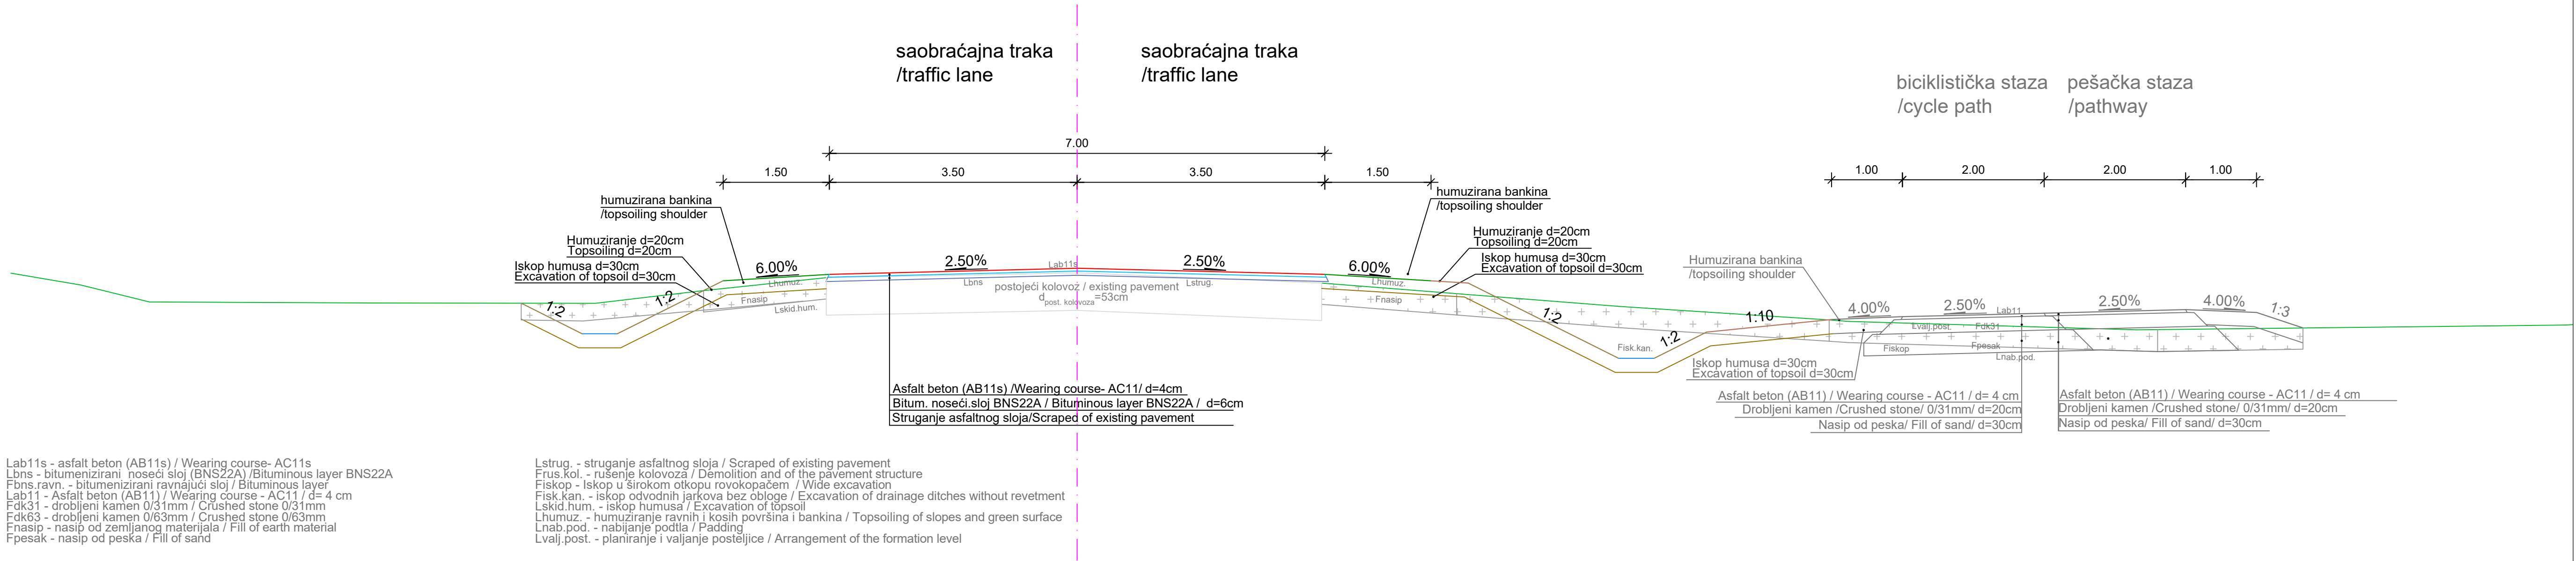 saobraćajna traka
/traffic lane
saobraćajna traka
/traffic lane
biciklistička staza
/cycle path
pešačka staza
/pathway
7.00
1.50
3.50
3.50
1.50
1.00
2.00
2.00
1.00
humuzirana bankina
/topsoiling shoulder
Humuziranje d=20cm
Topsoiling d=20cm
Iskop humusa d=30cm
Excavation of topsoil d=30cm
humuzirana bankina
/topsoiling shoulder
Humuziranje d=20cm
Topsoiling d=20cm
Iskop humusa d=30cm
Excavation of topsoil d=30cm
Humuzirana bankina
/topsoiling shoulder
6.00%
2.50%
Lab11s
2.50%
6.00%
Lhumuz.
Lbns
postojeći kolovoz / existing pavement
d post. kolovoza =53cm
Lstrug.
Lhumuz.
Fnasip
Lskid.hum.
Fnasip
1:2
1:2
1:2
1:2
1:10
Fisk.kan.
4.00%
2.50%
Lab11
2.50%
4.00%
1:3
Lvalj.post.
Fdk31
Fiskop
Fpesak
Lnab.pod.
Iskop humusa d=30cm
Excavation of topsoil d=30cm
Asfalt beton (AB11s) /Wearing course- AC11/ d=4cm
Bitum. noseći.sloj BNS22A / Bituminous layer BNS22A / d=6cm
Struganje asfaltnog sloja/Scraped of existing pavement
Asfalt beton (AB11) / Wearing course - AC11 / d= 4 cm
Drobljeni kamen /Crushed stone/ 0/31mm/ d=20cm
Nasip od peska/ Fill of sand/ d=30cm
Asfalt beton (AB11) / Wearing course - AC11 / d= 4 cm
Drobljeni kamen /Crushed stone/ 0/31mm/ d=20cm
Nasip od peska/ Fill of sand/ d=30cm
Lab11s - asfalt beton (AB11s) / Wearing course- AC11s
Lbns - bitumenizirani noseći sloj (BNS22A) /Bituminous layer BNS22A
Fbns.ravn. - bitumenizirani ravnajući sloj / Bituminous layer
Lab11 - Asfalt beton (AB11) / Wearing course - AC11 / d= 4 cm
Fdk31 - drobljeni kamen 0/31mm / Crushed stone 0/31mm
Fdk63 - drobljeni kamen 0/63mm / Crushed stone 0/63mm
Fnasip - nasip od zemljanog materijala / Fill of earth material
Fpesak - nasip od peska / Fill of sand
Lstrug. - struganje asfaltnog sloja / Scraped of existing pavement
Frus.kol. - rušenje kolovoza / Demolition and of the pavement structure
Fiskop - Iskop u širokom otkopu rovokopačem / Wide excavation
Fisk.kan. - iskop odvodnih jarkova bez obloge / Excavation of drainage ditches without revetment
Lskid.hum. - iskop humusa / Excavation of topsoil
Lhumuz. - humuziranje ravnih i kosih površina i bankina / Topsoiling of slopes and green surface
Lnab.pod. - nabijanje podtla / Padding
Lvalj.post. - planiranje i valjanje posteljice / Arrangement of the formation level